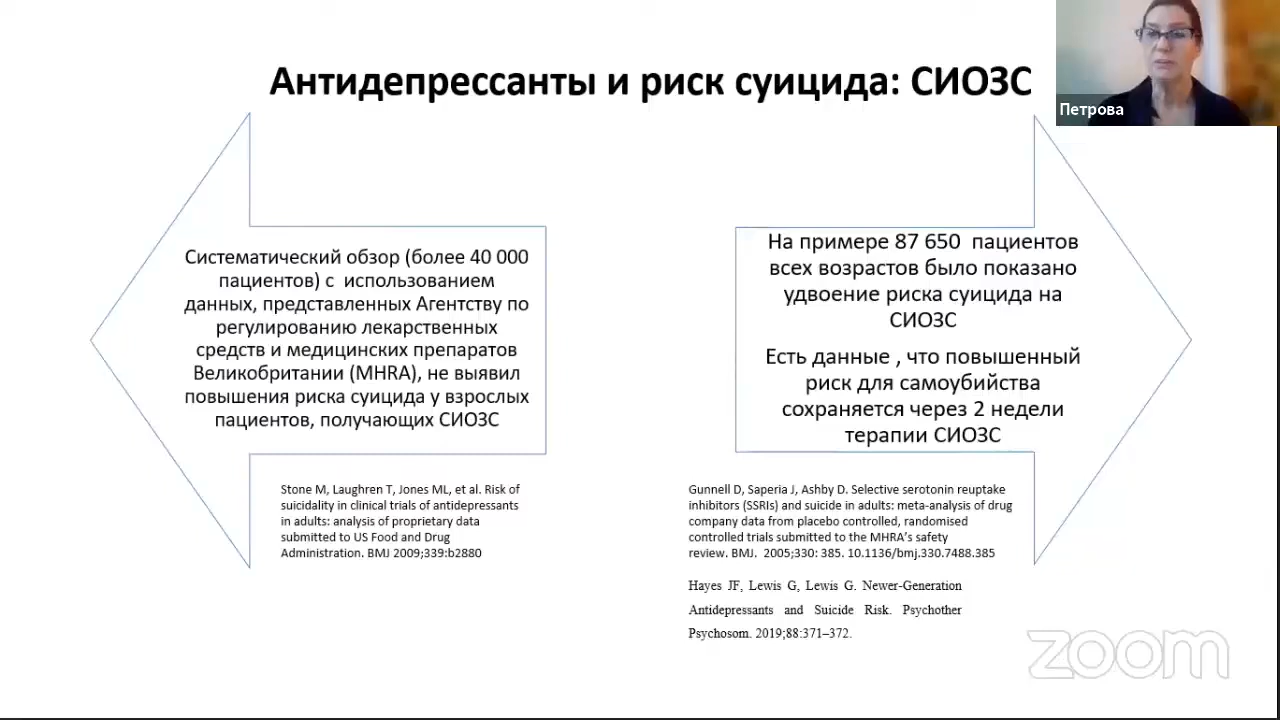 Антидепрессанты и риск суицида: СИОЗС
Петрова
Систематический обзор (более 40 000
пациентов) с использованием
данных, представленных Агентству по
регулированию лекарственных
средств и медицинских препаратов
Великобритании (MHRA), не выявил
повышения риска суицида у взрослых
пациентов, получающих СИОЗС
На примере 87 650 пациентов
всех возрастов было показано
удвоение риска суицида на
СИОЗС
Есть данные , что повышенный
риск для самоубийства
сохраняется через 2 недели
терапии СИОЗС
Stone M, Laughren T, Jones ML, et al. Risk of
suicidality in clinical trials of antidepressants
in adults: analysis of proprietary data
submitted to US Food and Drug
Administration. BMJ 2009;339:b2880
Gunnell D, Saperia J, Ashby D. Selective serotonin reuptake
inhibitors (SSRIs) and suicide in adults: meta-analysis of drug
company data from placebo controlled, randomised
controlled trials submitted to the MHRA's safety
review. BMJ. 2005;330: 385. 10.1136/bmj.330.7488.385
Hayes JF, Lewis G, Lewis G. Newer-Generation
Antidepressants and Suicide Risk. Psychother
Psychosom. 2019;88:371–372.
zoom